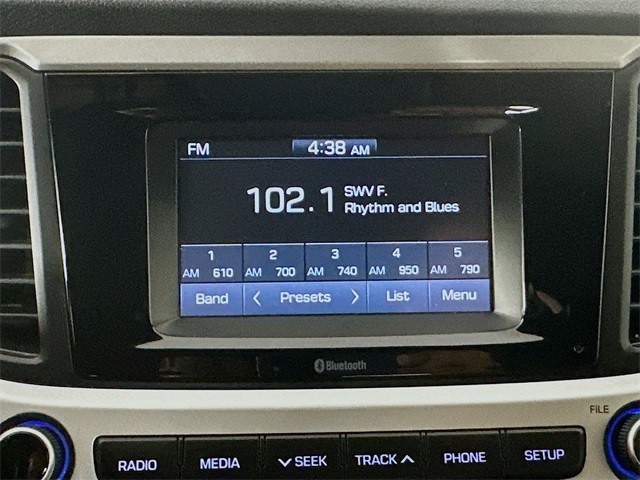 FM 4:38 AM
102.1 SWV F.
Rhythm and Blues
1 2 3 4 5
AM 610 AM 700 AM 740 AM 950 AM 790
Band < Presets > List Menu
Bluetooth
FILE
RADIO MEDIA SEEK TRACK PHONE SETUP